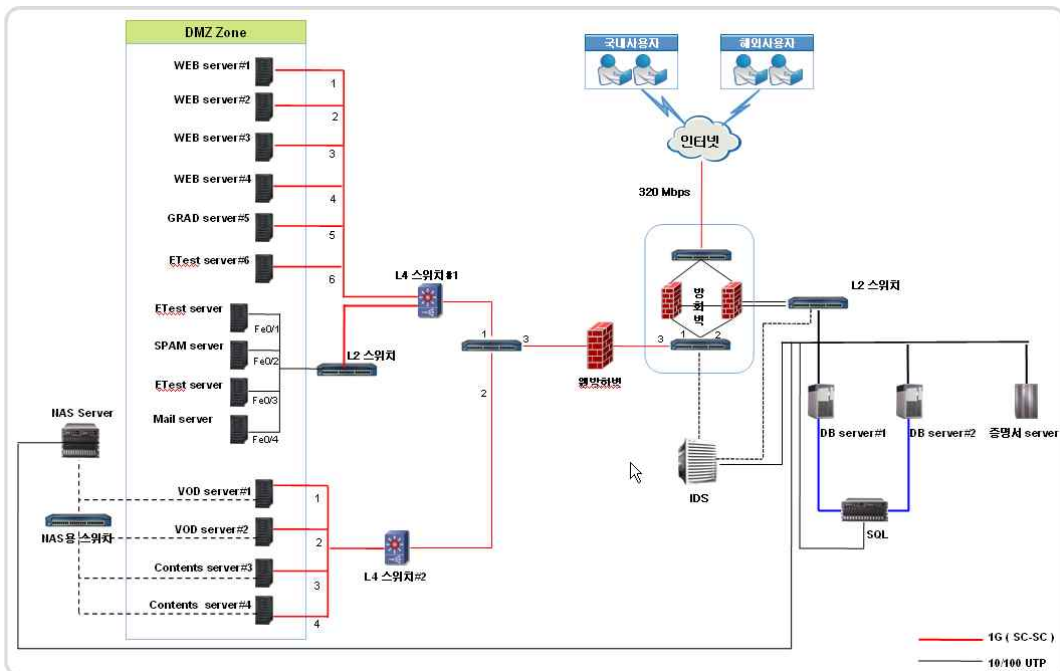 DMZ Zone
WEB server#1
WEB server#2
WEB server#3
WEB server#4
GRAD server#5
ETest server#6
1
2
3
4
5
6
ETest server
SPAM server
ETest server
Mail server
Fe0/1
Fe0/2
Fe0/3
Fe0/4
L2 스위치
L4 스위치#1
NAS Server
NAS용 스위치
VOD server#1
VOD server#2
Contents server#3
Contents server#4
1
2
3
4
L4 스위치#2
1
2
3
웹방화벽
국내사용자
해외사용자
인터넷
320 Mbps
방화벽
3
1
2
L2 스위치
IDS
DB server#1
DB server#2
증명서 server
SQL
1G ( SC-SC )
10/100 UTP